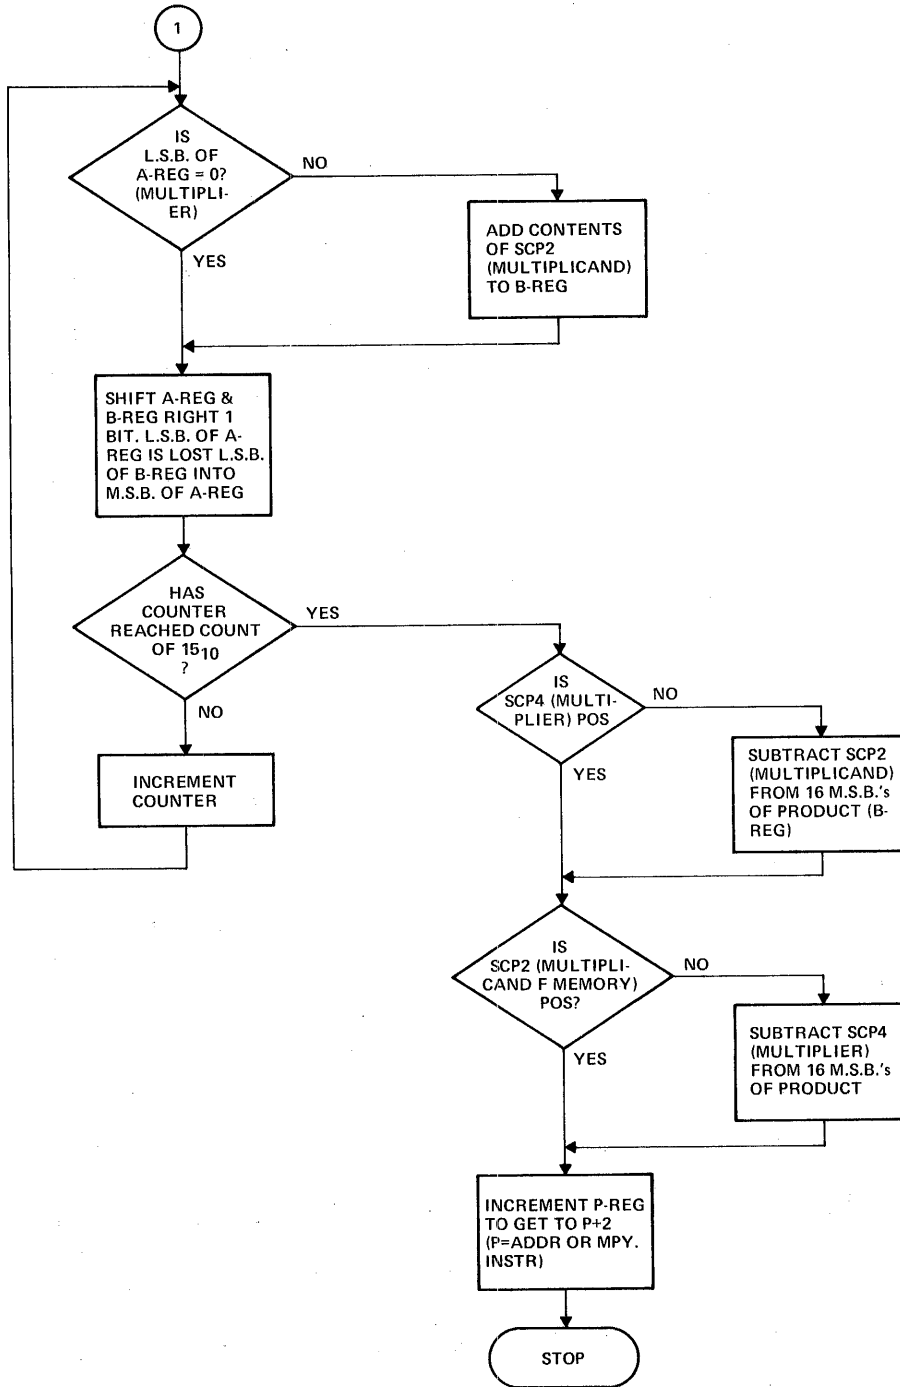 1
IS
L.S.B. OF
A-REG = 0?
(MULTIPLI-
ER)
NO
YES
ADD CONTENTS
OF SCP2
(MULTIPLICAND)
TO B-REG
SHIFT A-REG &
B-REG RIGHT 1
BIT. L.S.B. OF A-
REG IS LOST L.S.B.
OF B-REG INTO
M.S.B. OF A-REG
HAS
COUNTER
REACHED COUNT
OF 15₁₀
?
YES
NO
INCREMENT
COUNTER
IS
SCP4 (MULTI-
PLIER) POS
NO
YES
SUBTRACT SCP2
(MULTIPLICAND)
FROM 16 M.S.B.'s
OF PRODUCT (B-
REG)
IS
SCP2 (MULTIPLI-
CAND F MEMORY)
POS?
NO
YES
SUBTRACT SCP4
(MULTIPLIER)
FROM 16 M.S.B.'s
OF PRODUCT
INCREMENT P-REG
TO GET TO P+2
(P=ADDR OR MPY.
INSTR)
STOP